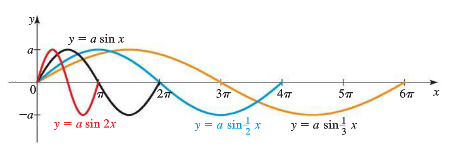 y
y = a sin x
a
0 π 2π 3π 4π 5π 6π x
−a
y = a sin 2x y = a sin 1/2 x y = a sin 1/3 x